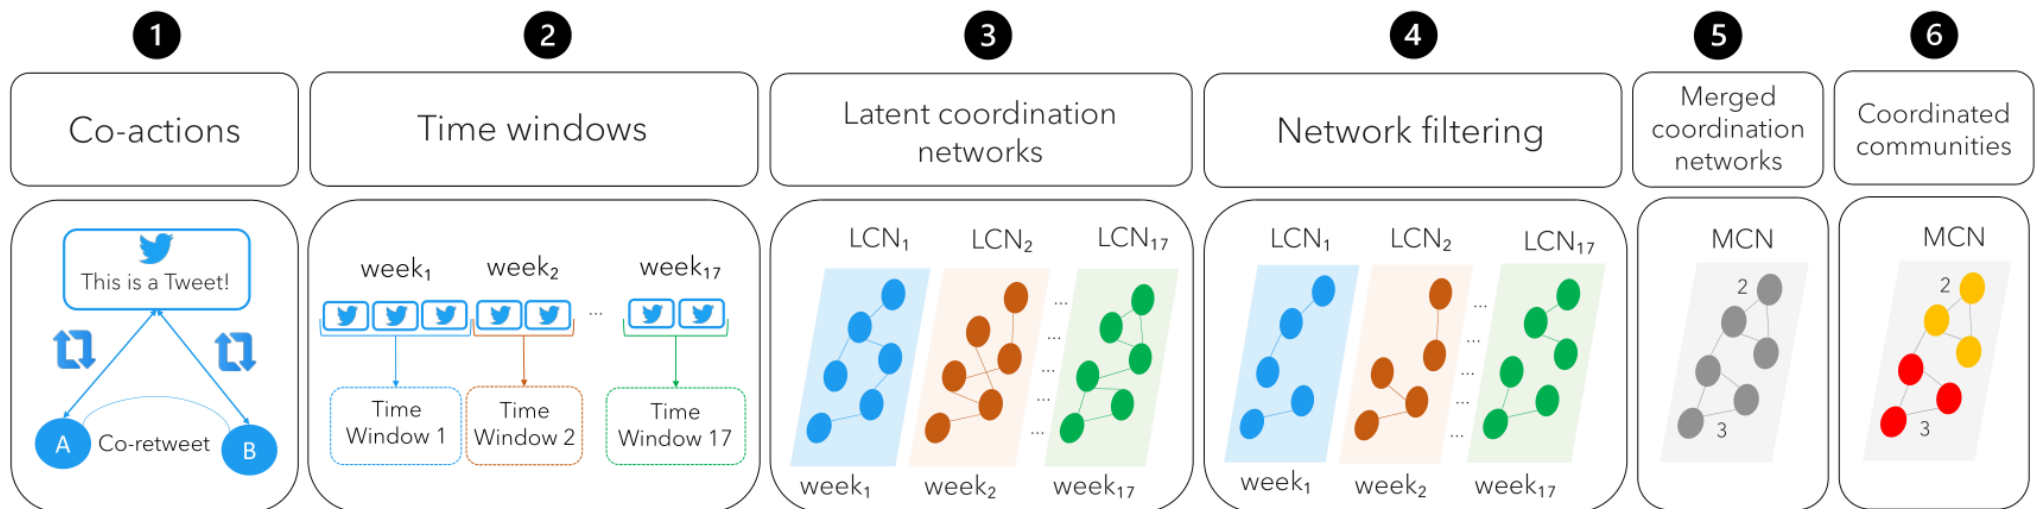 1
2
3
4
5
6
Co-actions
Time windows
Latent coordination
networks
Network filtering
Merged
coordination
networks
Coordinated
communities
This is a Tweet!
A
Co-retweet
B
week₁
week₂
...
week₁₇
Time
Window 1
Time
Window 2
Time
Window 17
LCN₁
LCN₂
LCN₁₇
...
...
...
...
...
week₁
week₂
week₁₇
LCN₁
LCN₂
LCN₁₇
...
...
...
...
...
week₁
week₂
week₁₇
MCN
2
3
MCN
2
3